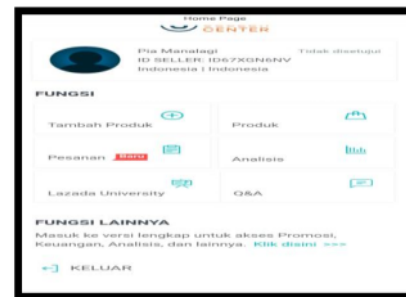 Home Page
CENTER
Pia Manalagi
Tidak disetujui
ID SELLER: ID67XGN6NV
Indonesia | Indonesia
FUNGSI
Tambah Produk
Produk
Pesanan Baru
Analisis
Lazada University
Q&A
FUNGSI LAINNYA
Masuk ke versi lengkap untuk akses Promosi,
Keuangan, Analisis, dan lainnya. Klik disini >>>
KELUAR